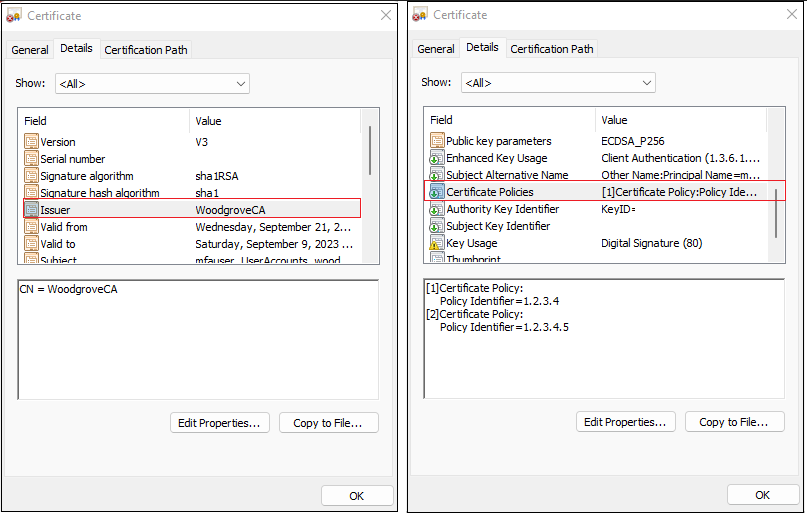 Certificate
General Details Certification Path
Show: <All>
Field Value
Version V3
Serial number
Signature algorithm sha1RSA
Signature hash algorithm sha1
Issuer WoodgroveCA
Valid from Wednesday, September 21, 2...
Valid to Saturday, September 9, 2023 ...
Subject mfauser, UserAccounts, wood...
CN = WoodgroveCA
Edit Properties... Copy to File...
OK
Certificate
General Details Certification Path
Show: <All>
Field Value
Public key parameters ECDSA_P256
Enhanced Key Usage Client Authentication (1.3.6.1....
Subject Alternative Name Other Name:Principal Name=m...
Certificate Policies [1]Certificate Policy:Policy Ide...
Authority Key Identifier KeyID=
Subject Key Identifier
Key Usage Digital Signature (80)
Thumbprint
[1]Certificate Policy:
Policy Identifier=1.2.3.4
[2]Certificate Policy:
Policy Identifier=1.2.3.4.5
Edit Properties... Copy to File...
OK